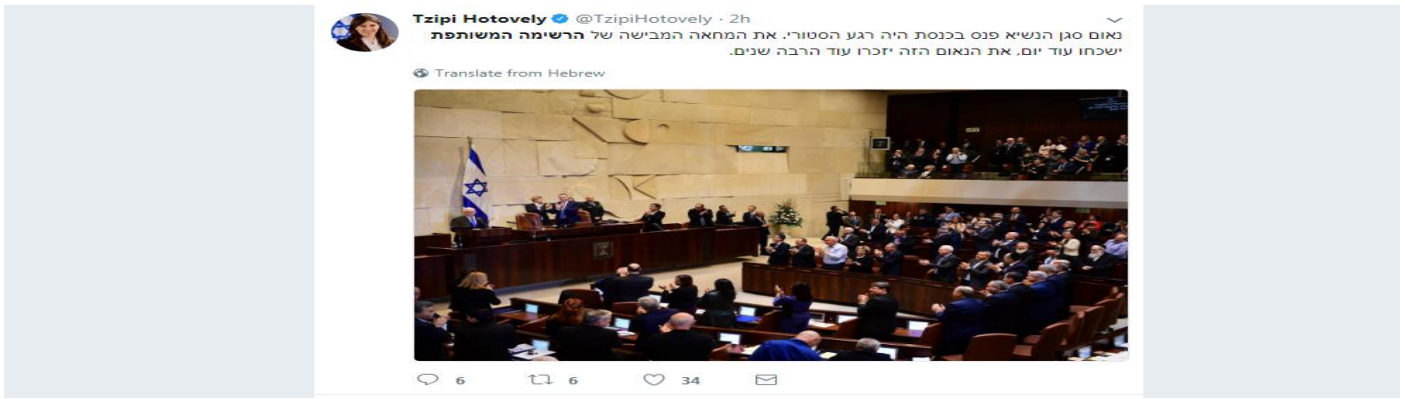 Tzipi Hotovely @TzipiHotovely · 2h
נאום סגן הנשיא פנס בכנסת היה רגע הסטורי. את המחאה המבישה של הרשימה המשותפת
ישכחו עוד יום, את הנאום הזה יזכרו עוד הרבה שנים.
Translate from Hebrew
6 6 34